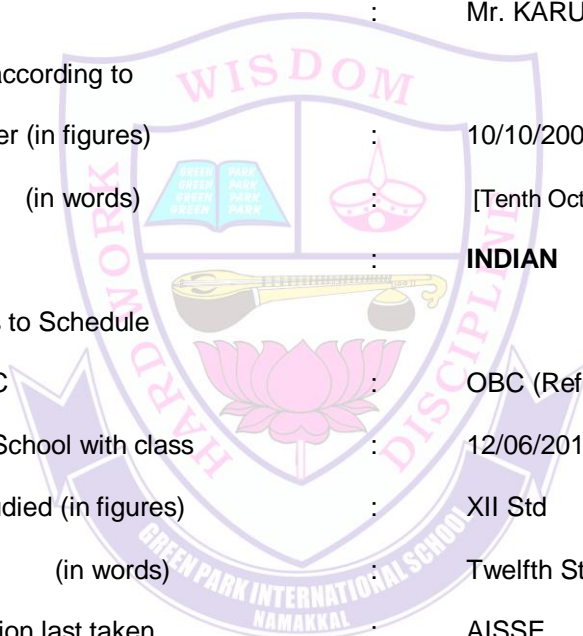 : Mr. KARU
according to
er (in figures) : 10/10/200
(in words) : [Tenth Oct
: INDIAN
s to Schedule
C : OBC (Ref
School with class : 12/06/201
died (in figures) : XII Std
(in words) : Twelfth St
ion last taken : AISSE
WISDOM
HARD WORK
DISCIPLINE
GREEN PARK
GREEN PARK
GREEN PARK
GREEN PARK
GREEN PARK INTERNATIONAL SCHOOL
NAMAKKAL